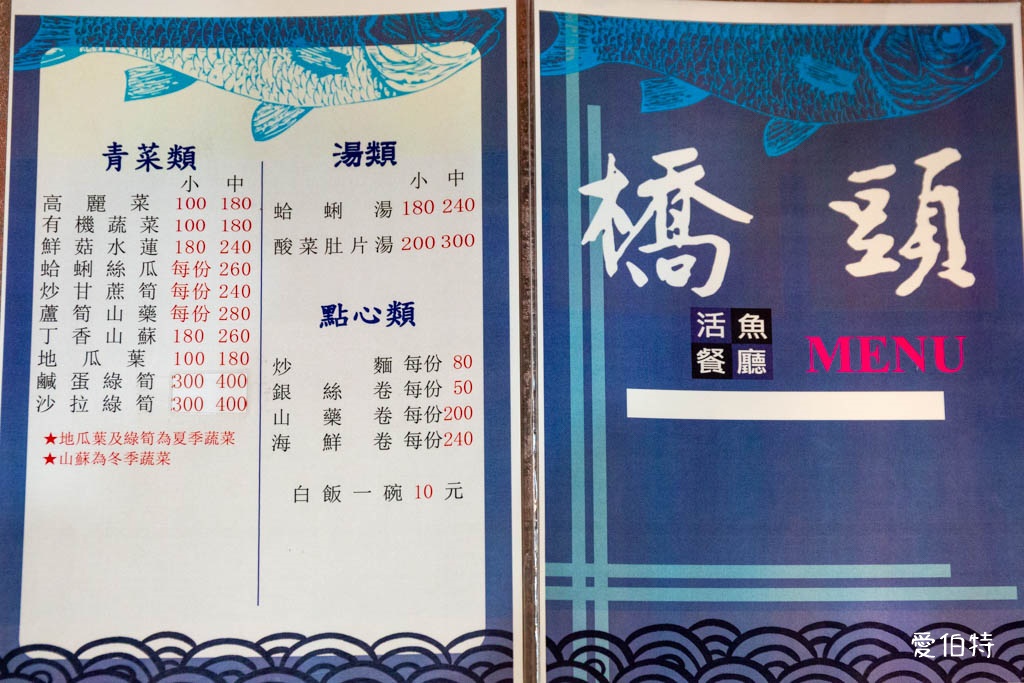 青菜類
小 中
高麗菜 100 180
有機蔬菜 100 180
鮮菇水蓮 180 240
蛤蜊絲瓜 每份 260
炒甘蔗筍 每份 240
蘆筍山藥 每份 280
丁香山蘇 180 260
地瓜葉 100 180
鹹蛋綠筍 300 400
沙拉綠筍 300 400
★地瓜葉及綠筍為夏季蔬菜
★山蘇為冬季蔬菜
湯類
小 中
蛤蜊湯 180 240
酸菜肚片湯 200 300
點心類
炒麵 每份 80
銀絲卷 每份 50
山藥卷 每份 200
海鮮卷 每份 240
白飯一碗 10 元
橋頭
活魚
餐廳
MENU
愛伯特